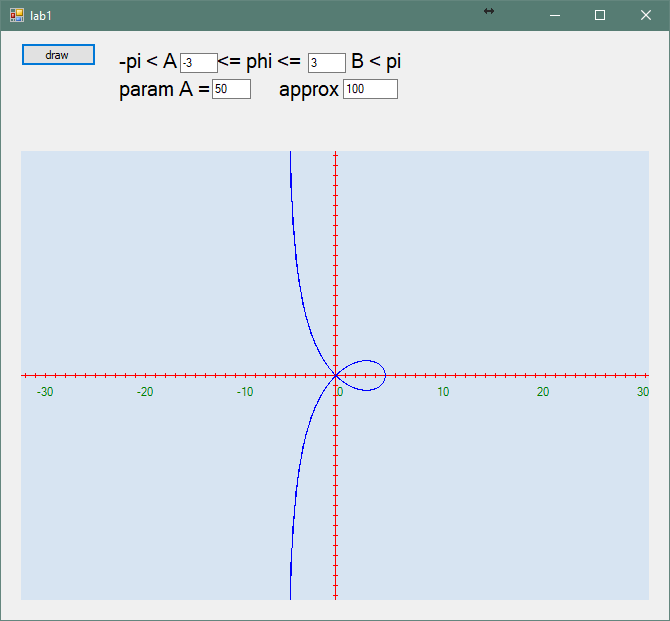 lab1
draw
-pi < A -3 <= phi <= 3 B < pi
param A = 50 approx 100
-30 -20 -10 0 10 20 30